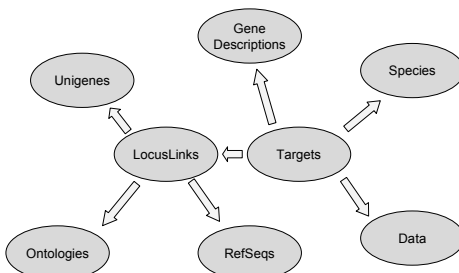 Gene
Descriptions
Species
Unigenes
LocusLinks
Targets
Ontologies
RefSeqs
Data